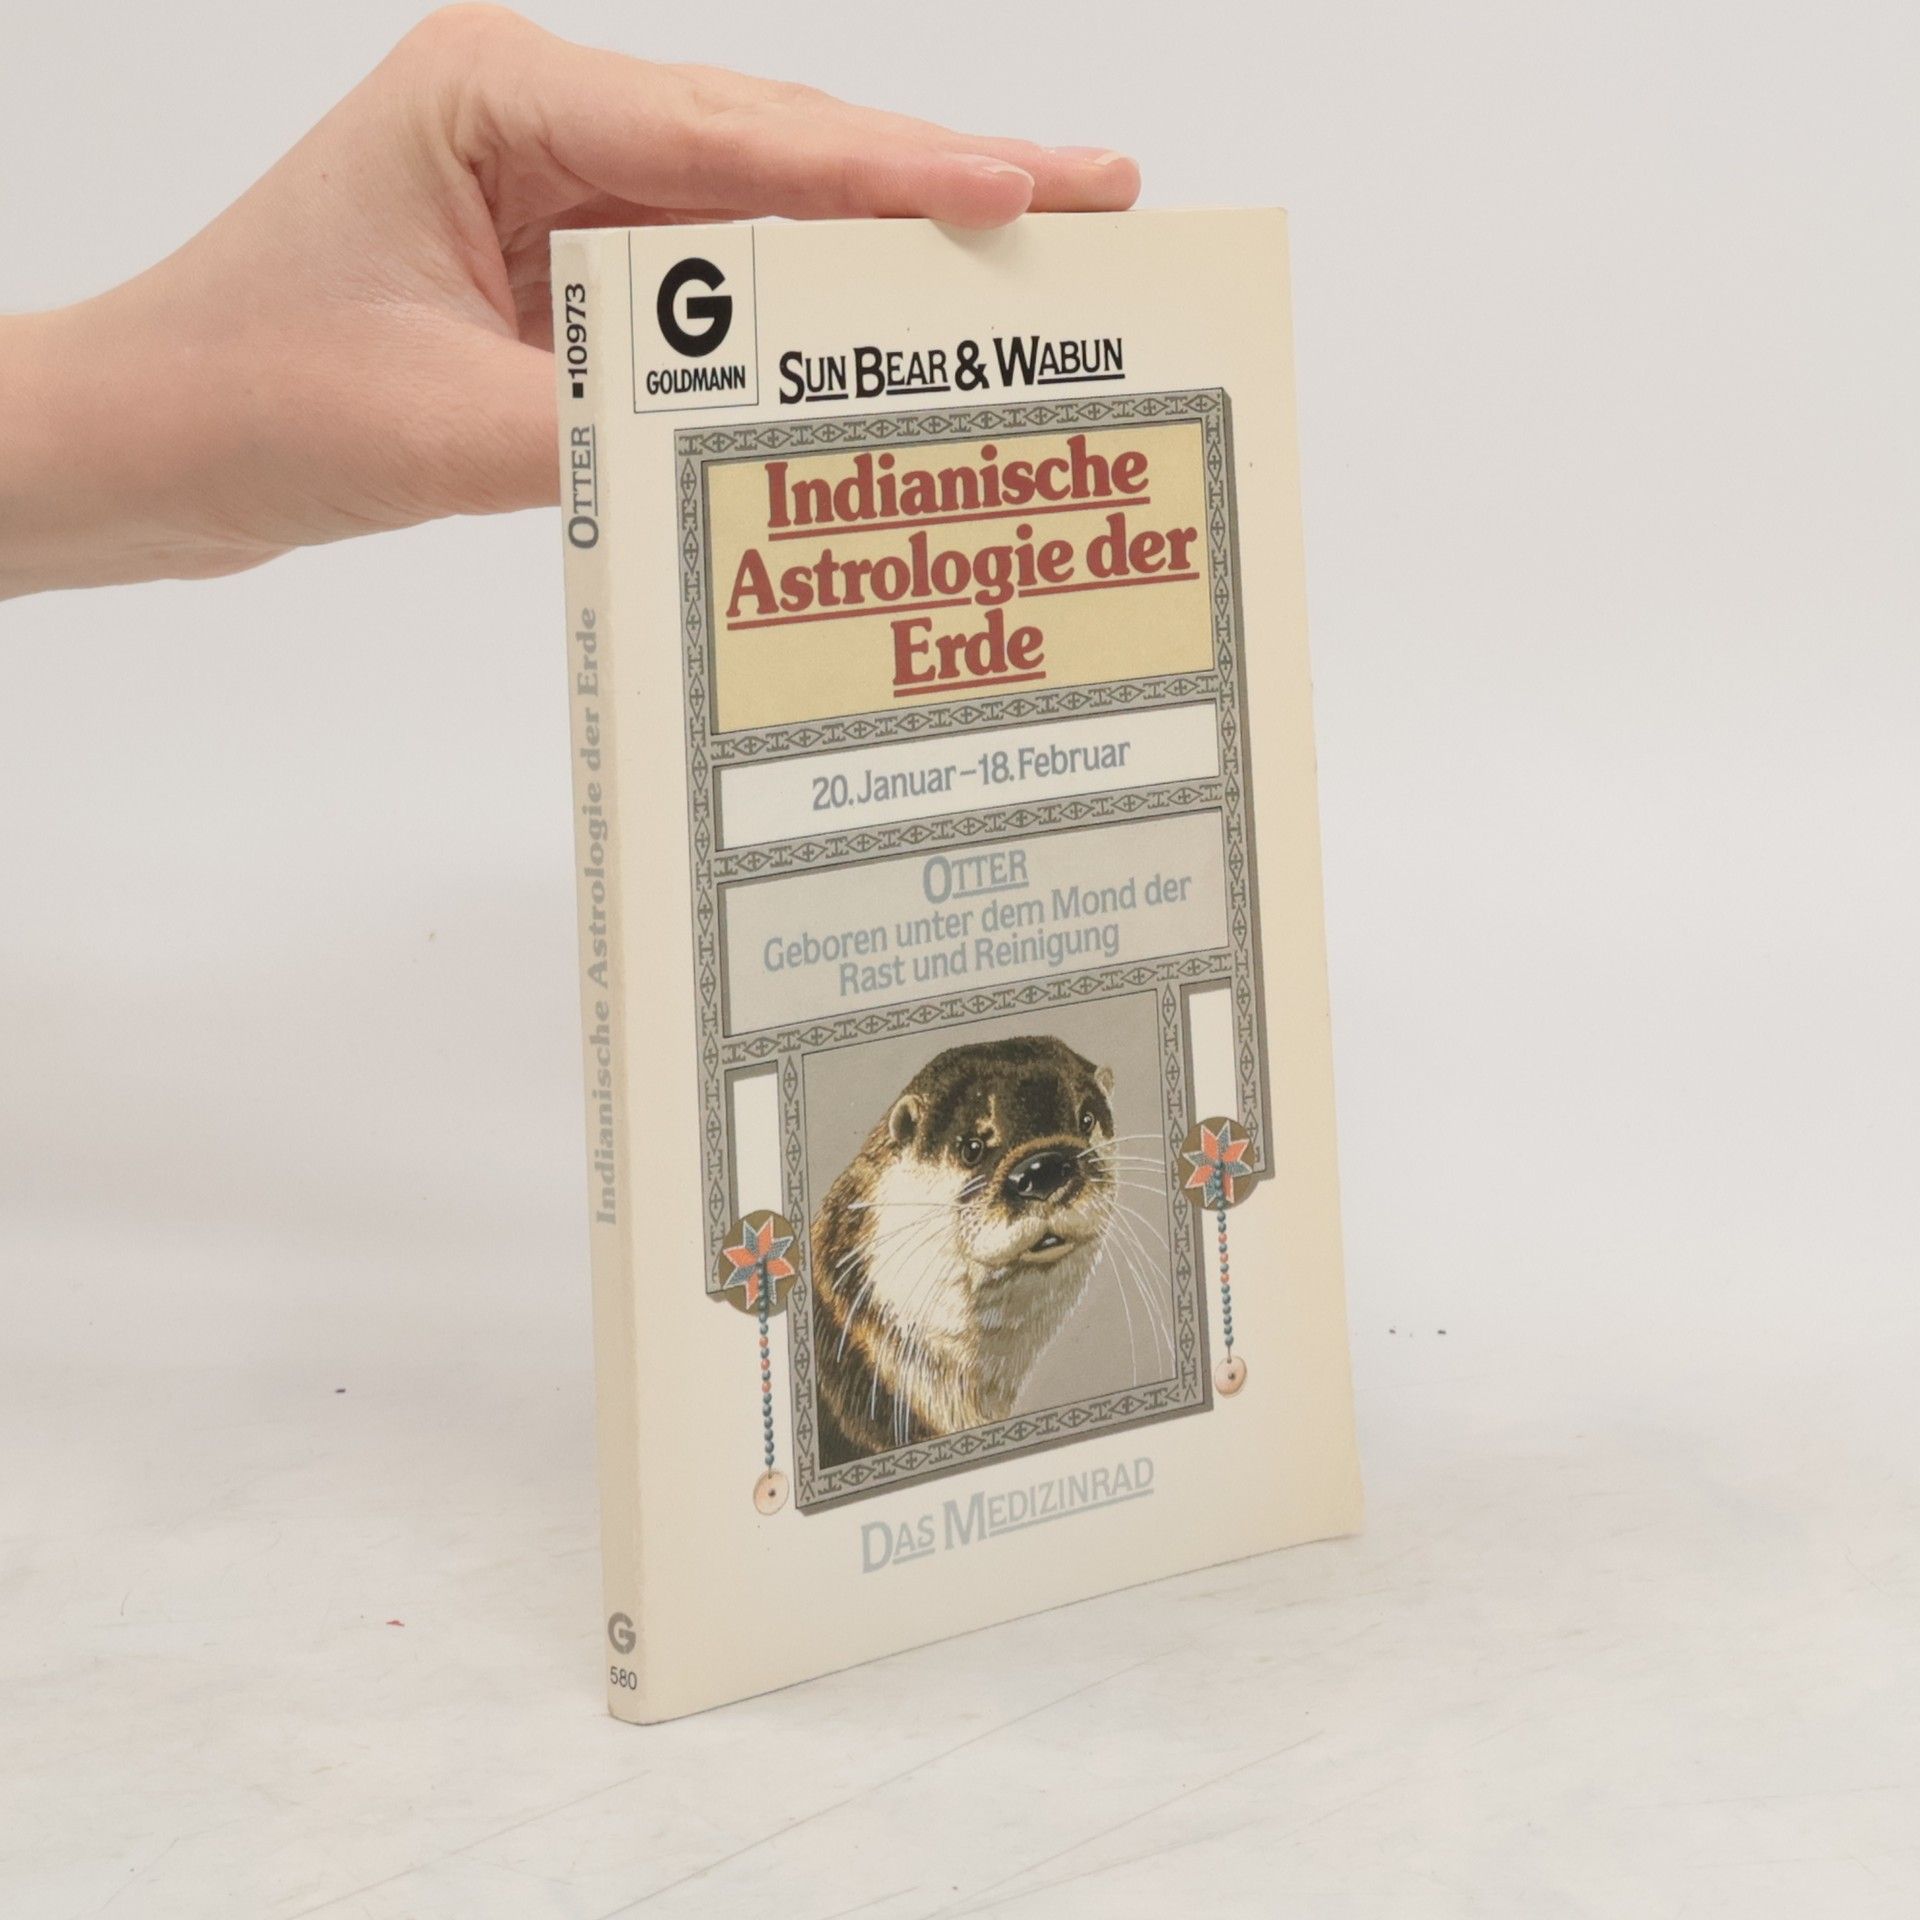 G
GOLDMANN
SUN BEAR & WABUN
Indianische
Astrologie der
Erde
20. Januar–18. Februar
OTTER
Geboren unter dem Mond der
Rast und Reinigung
DAS MEDIZINRAD
Indianische Astrologie der Erde OTTER ▪10973
G
580